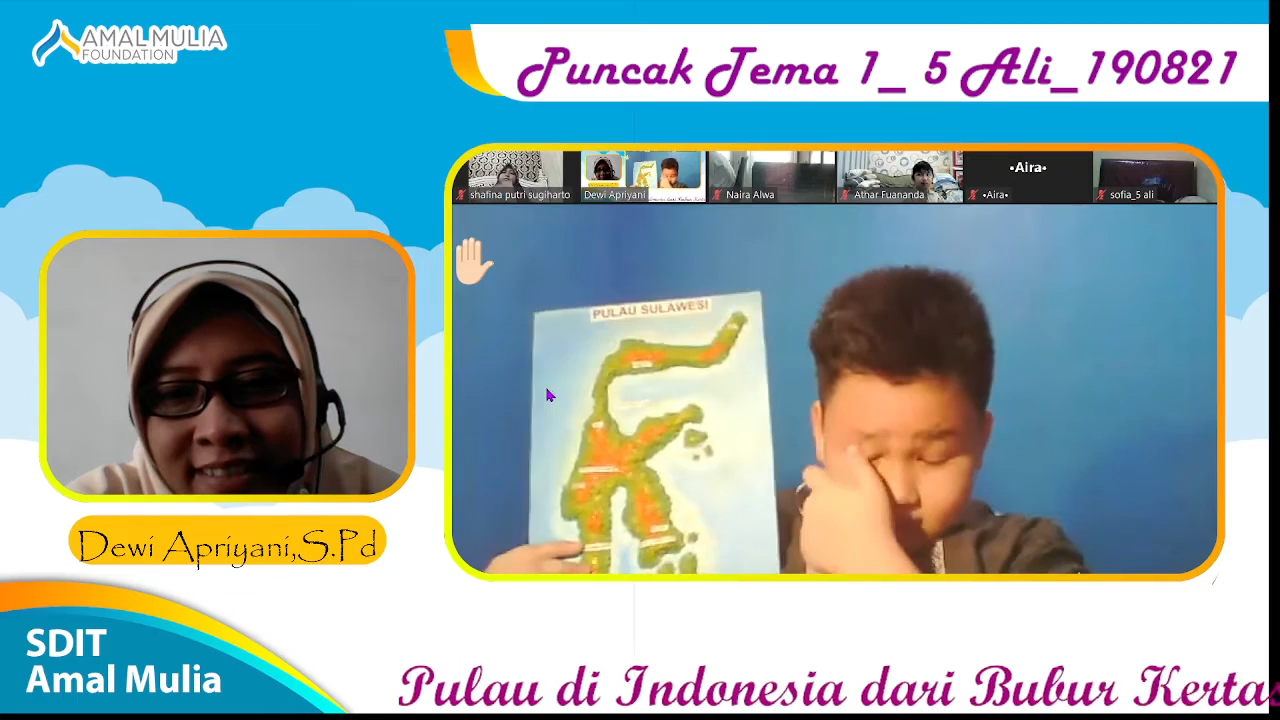 AMAL MULIA
FOUNDATION
Puncak Tema 1_ 5 Ali_190821
shafina putri sugiharto
Dewi Apriyani
Naira Alwa
Athar Fuananda
•Aira•
•Aira•
sofia_5 ali
PULAU SULAWESI
Dewi Apriyani,S.Pd
SDIT
Amal Mulia
Pulau di Indonesia dari Bubur Kertas